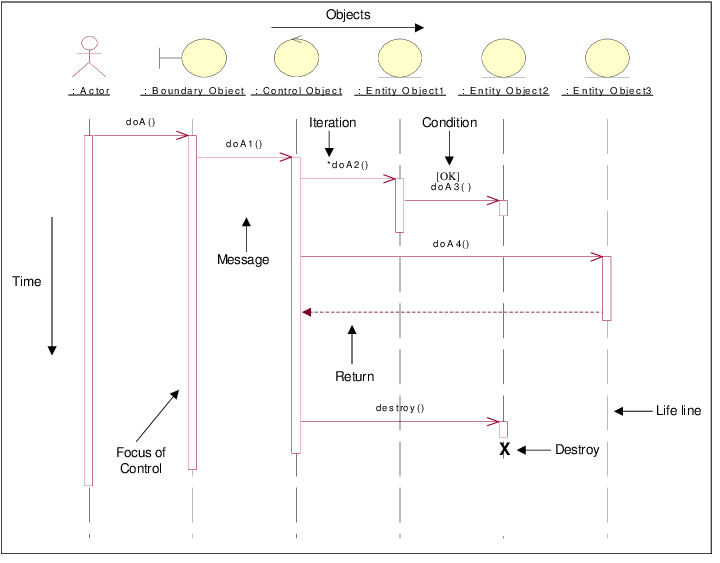 Objects
: Actor
: Boundary Object
: Control Object
: Entity Object1
: Entity Object2
: Entity Object3
Iteration
Condition
doA()
doA1()
*doA2()
[OK]
doA3()
doA4()
Message
Time
Return
destroy()
Life line
Focus of
Control
X
Destroy